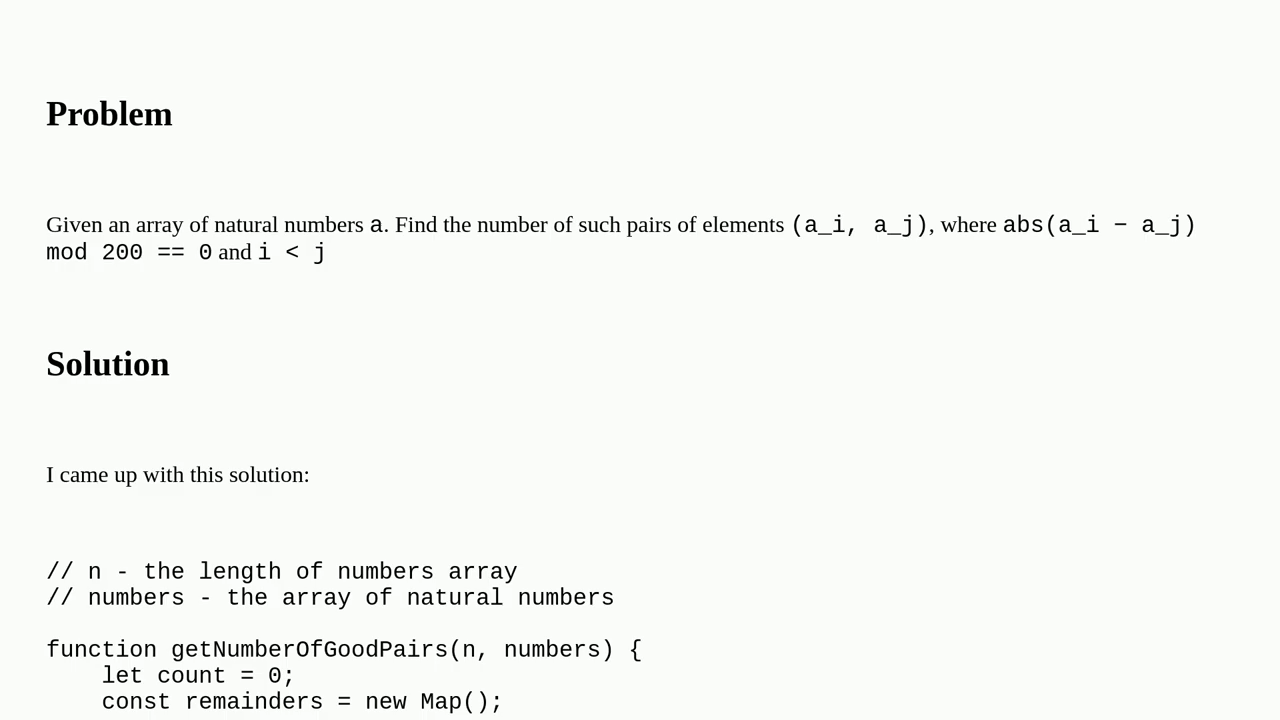 Problem
Given an array of natural numbers a. Find the number of such pairs of elements (a_i, a_j), where abs(a_i − a_j)
mod 200 == 0 and i < j
Solution
I came up with this solution:
// n - the length of numbers array
// numbers - the array of natural numbers
function getNumberOfGoodPairs(n, numbers) {
    let count = 0;
    const remainders = new Map();